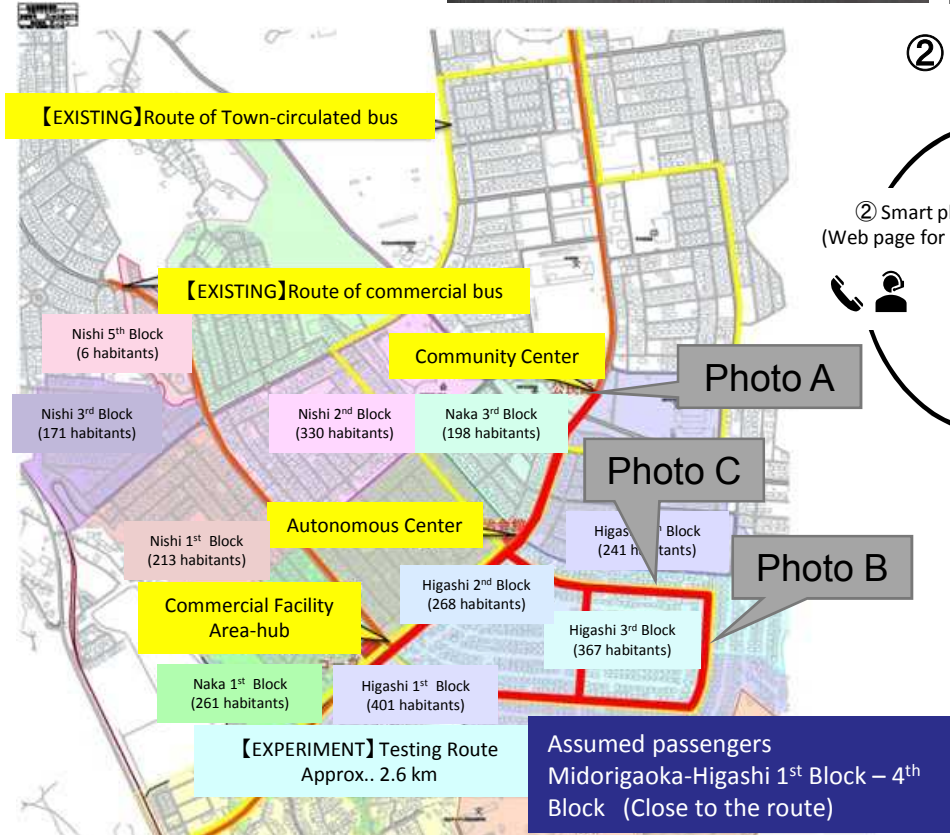 ②
【EXISTING】Route of Town-circulated bus
② Smart
(Web page for
【EXISTING】Route of commercial bus
Nishi 5th Block
(6 habitants)
Community Center
Photo A
Nishi 3rd Block
(171 habitants)
Nishi 2nd Block
(330 habitants)
Naka 3rd Block
(198 habitants)
Photo C
Autonomous Center
Nishi 1st Block
(213 habitants)
Block
(241
Photo B
Higashi 2nd Block
(268 habitants)
Commercial Facility
Area-hub
Higashi 3rd Block
(367 habitants)
Naka 1st Block
(261 habitants)
Higashi 1st Block
(401 habitants)
【EXPERIMENT】Testing Route
Approx.. 2.6 km
Assumed passengers
Midorigaoka-Higashi 1st Block – 4th
Block (Close to the route)